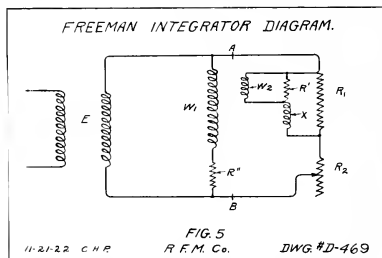 FREEMAN INTEGRATOR DIAGRAM.
A
E
W1
W2
R'
X
R1
R"
R2
B
FIG. 5
11-21-22 C H P. R. F. M. Co. DWG. #D-469